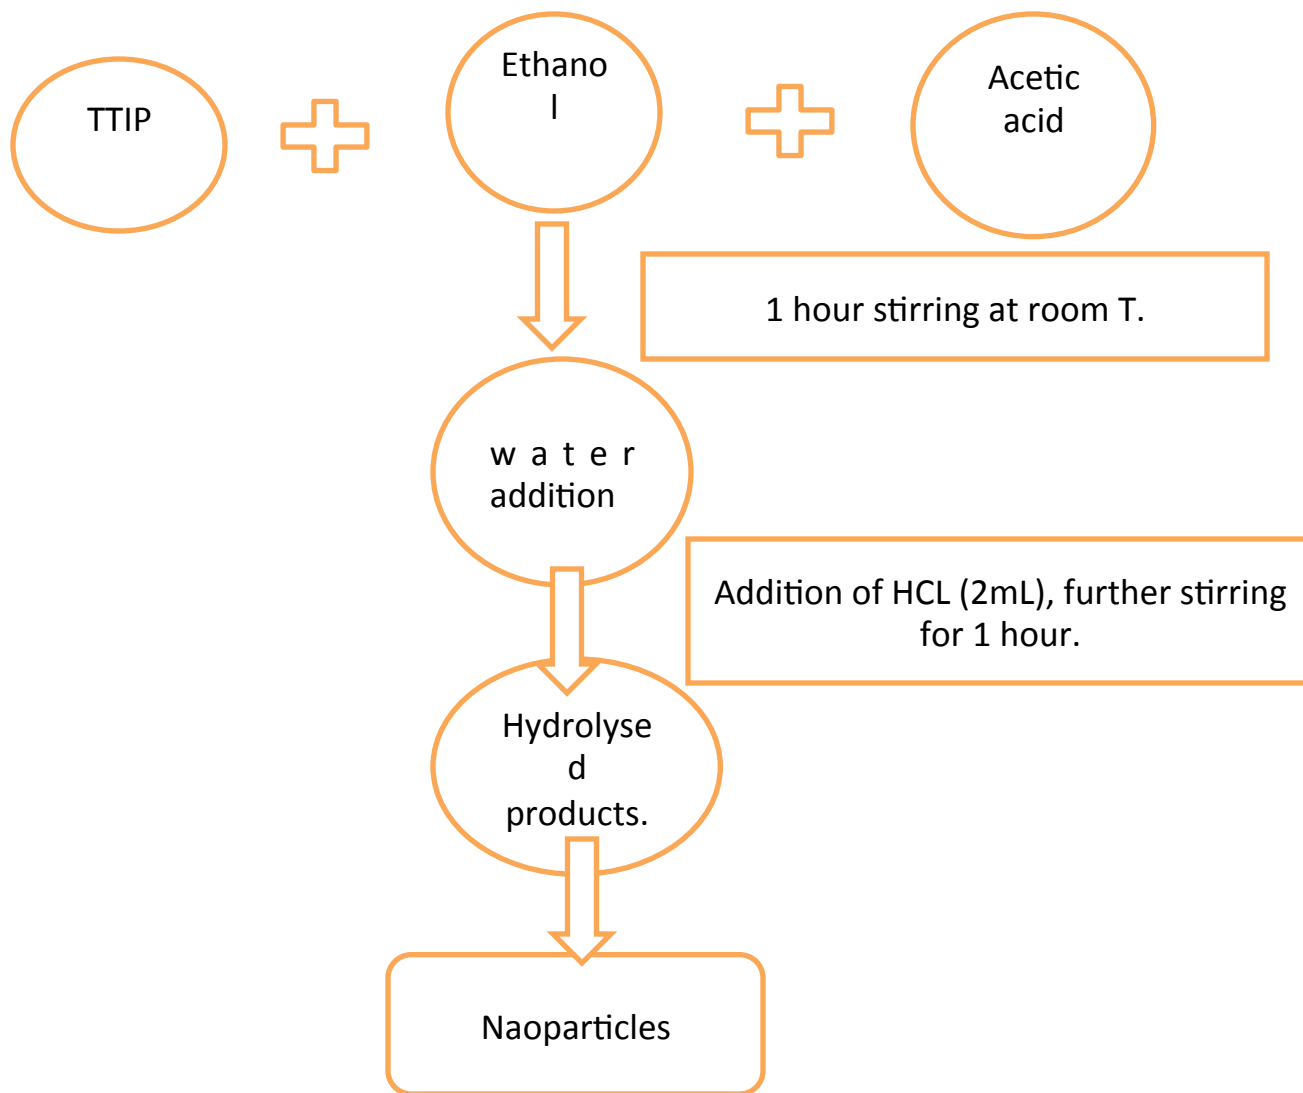 TTIP
Ethano
l
Acetic
acid
1 hour stirring at room T.
w a t e r
addition
Addition of HCL (2mL), further stirring
for 1 hour.
Hydrolyse
d
products.
Naoparticles